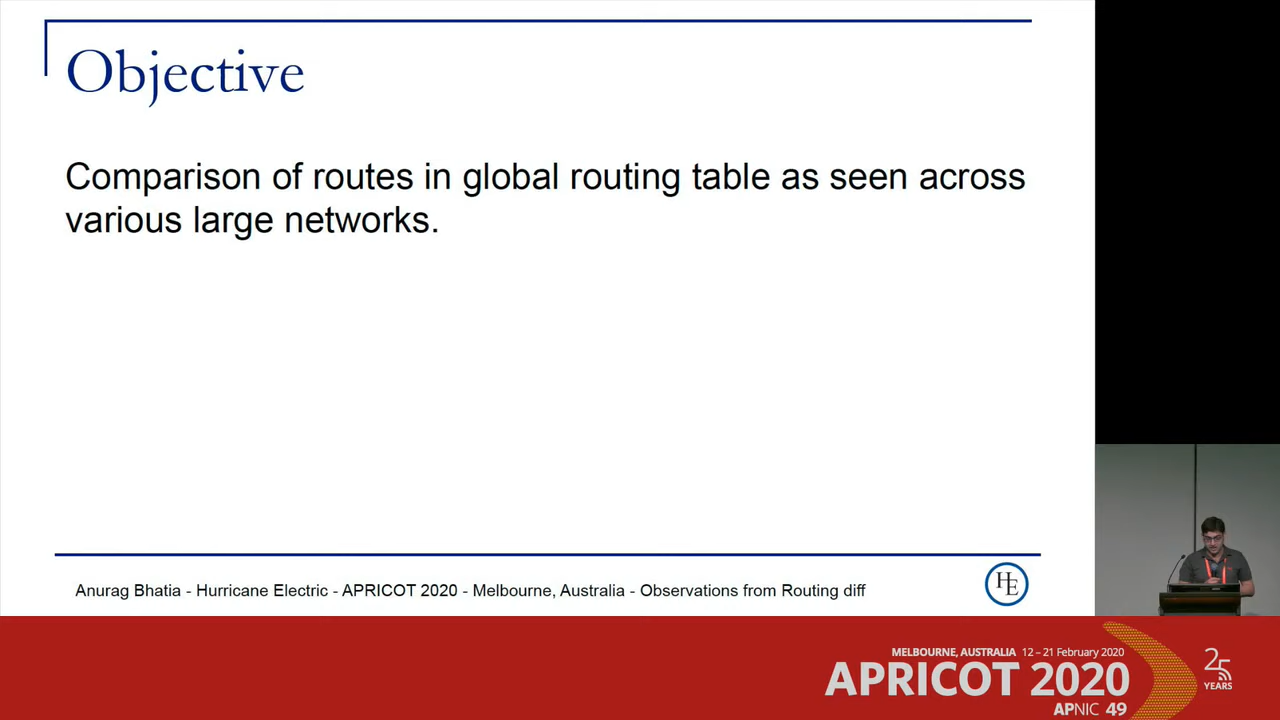 Objective
Comparison of routes in global routing table as seen across
various large networks.
Anurag Bhatia - Hurricane Electric - APRICOT 2020 - Melbourne, Australia - Observations from Routing diff
HE
MELBOURNE, AUSTRALIA 12 – 21 February 2020
APRICOT 2020
APNIC 49
25
YEARS